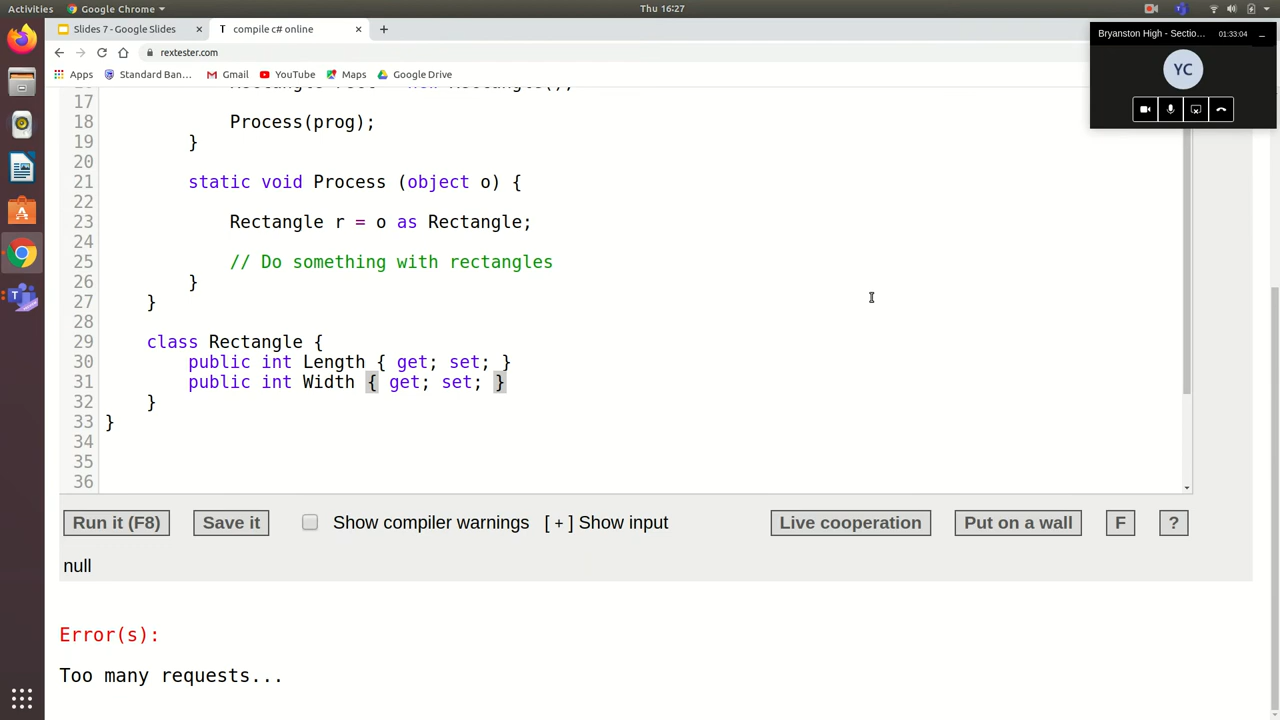 Activities Google Chrome Thu 16:27
Slides 7 - Google Slides × compile c# online × +
rextester.com
Apps Standard Ban... Gmail YouTube Maps Google Drive
Bryanston High - Sectio... 01:33:04
YC
17
18 Process(prog);
19 }
20
21 static void Process (object o) {
22
23 Rectangle r = o as Rectangle;
24
25 // Do something with rectangles
26 }
27 }
28
29 class Rectangle {
30 public int Length { get; set; }
31 public int Width { get; set; }
32 }
33 }
34
35
36
Run it (F8) Save it Show compiler warnings [ + ] Show input Live cooperation Put on a wall F ?
null
Error(s):
Too many requests...